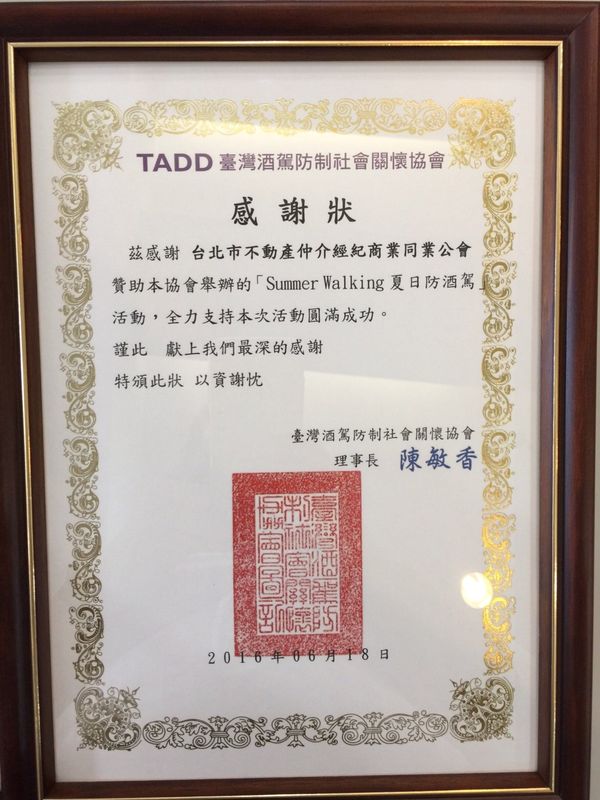 TADD 臺灣酒駕防制社會關懷協會
感謝狀
茲感謝 台北市不動產仲介經紀商業同業公會
贊助本協會舉辦的「Summer Walking 夏日防酒駕」
活動，全力支持本次活動圓滿成功。
謹此 獻上我們最深的感謝
特頒此狀 以資謝忱
臺灣酒駕防制社會關懷協會
理事長 陳敏香
2016年06月18日